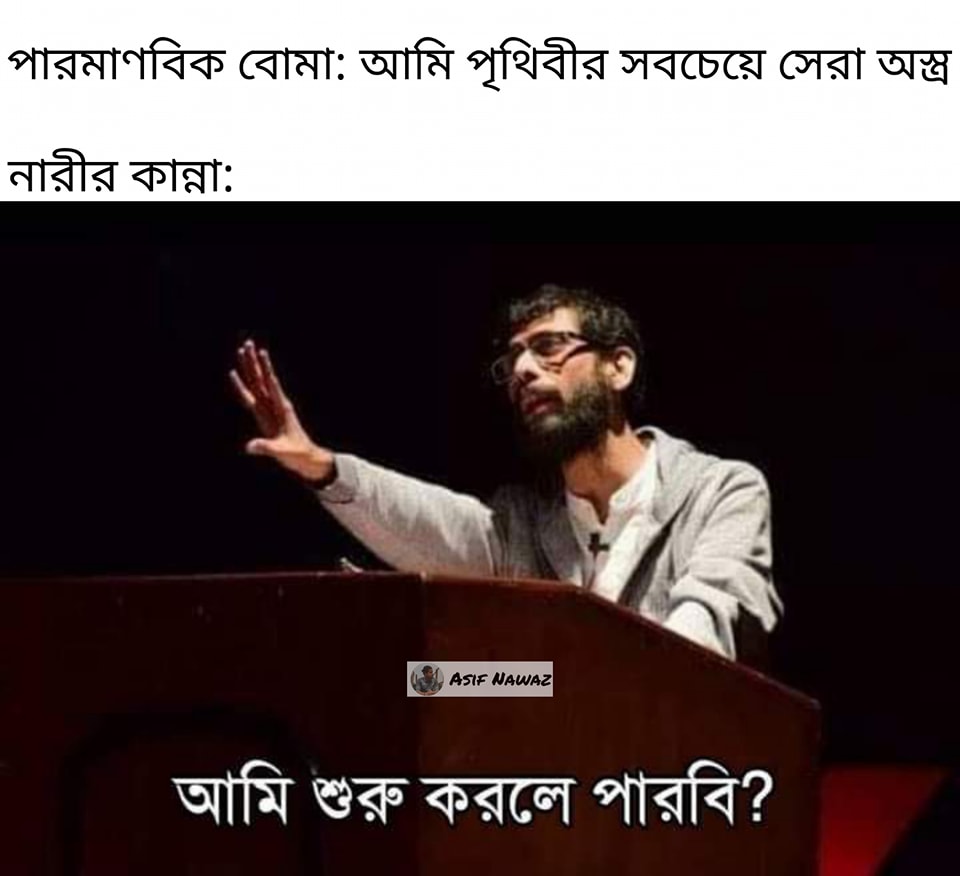 পারমাণবিক বোমা: আমি পৃথিবীর সবচেয়ে সেরা অস্ত্র
নারীর কান্না:
ASIF NAWAZ
আমি শুরু করলে পারবি?